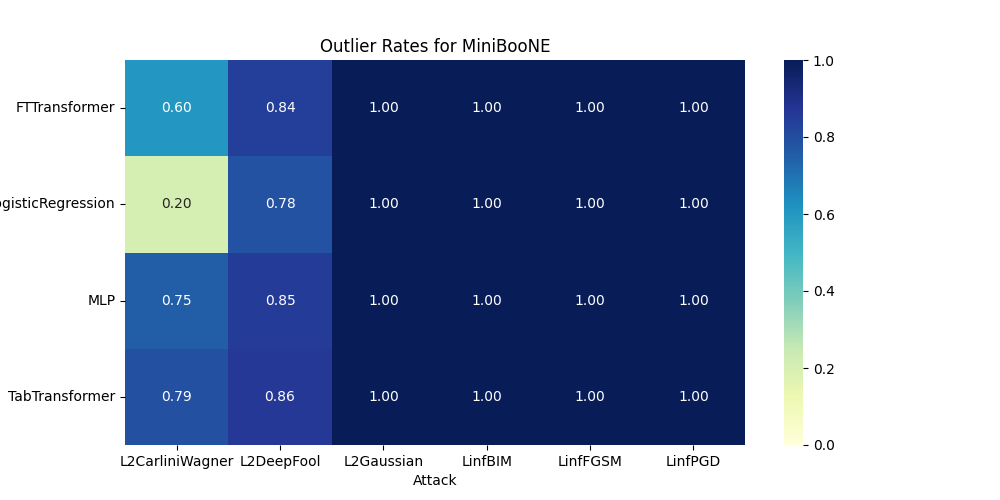 Outlier Rates for MiniBooNE
FTTransformer 0.60 0.84 1.00 1.00 1.00 1.00
ogisticRegression 0.20 0.78 1.00 1.00 1.00 1.00
MLP 0.75 0.85 1.00 1.00 1.00 1.00
TabTransformer 0.79 0.86 1.00 1.00 1.00 1.00
L2CarliniWagner L2DeepFool L2Gaussian LinfBIM LinfFGSM LinfPGD
Attack
1.0
0.8
0.6
0.4
0.2
0.0